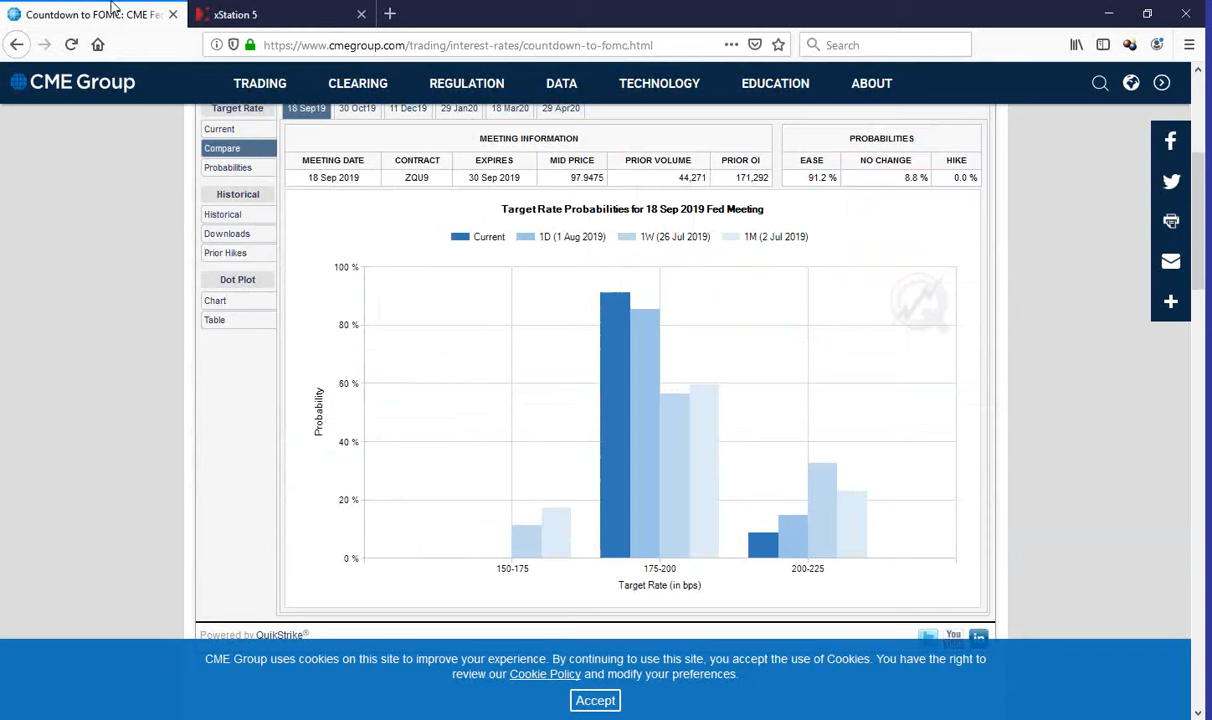 Countdown to FOMC: CME Fe
xStation 5
https://www.cmegroup.com/trading/interest-rates/countdown-to-fomc.html
Search
CME Group
TRADING
CLEARING
REGULATION
DATA
TECHNOLOGY
EDUCATION
ABOUT
Target Rate
18 Sep19
30 Oct19
11 Dec19
29 Jan20
18 Mar20
29 Apr20
Current
Compare
Probabilities
Historical
Historical
Downloads
Prior Hikes
Dot Plot
Chart
Table
MEETING INFORMATION
MEETING DATE CONTRACT EXPIRES MID PRICE PRIOR VOLUME PRIOR OI
18 Sep 2019 ZQU9 30 Sep 2019 97.9475 44,271 171,292
PROBABILITIES
EASE NO CHANGE HIKE
91.2 % 8.8 % 0.0 %
Target Rate Probabilities for 18 Sep 2019 Fed Meeting
Current 1D (1 Aug 2019) 1W (26 Jul 2019) 1M (2 Jul 2019)
100 %
80 %
60 %
40 %
20 %
0 %
Probability
150-175 175-200 200-225
Target Rate (in bps)
Powered by QuikStrike®
You
CME Group uses cookies on this site to improve your experience. By continuing to use this site, you accept the use of Cookies. You have the right to
review our Cookie Policy and modify your preferences.
Accept